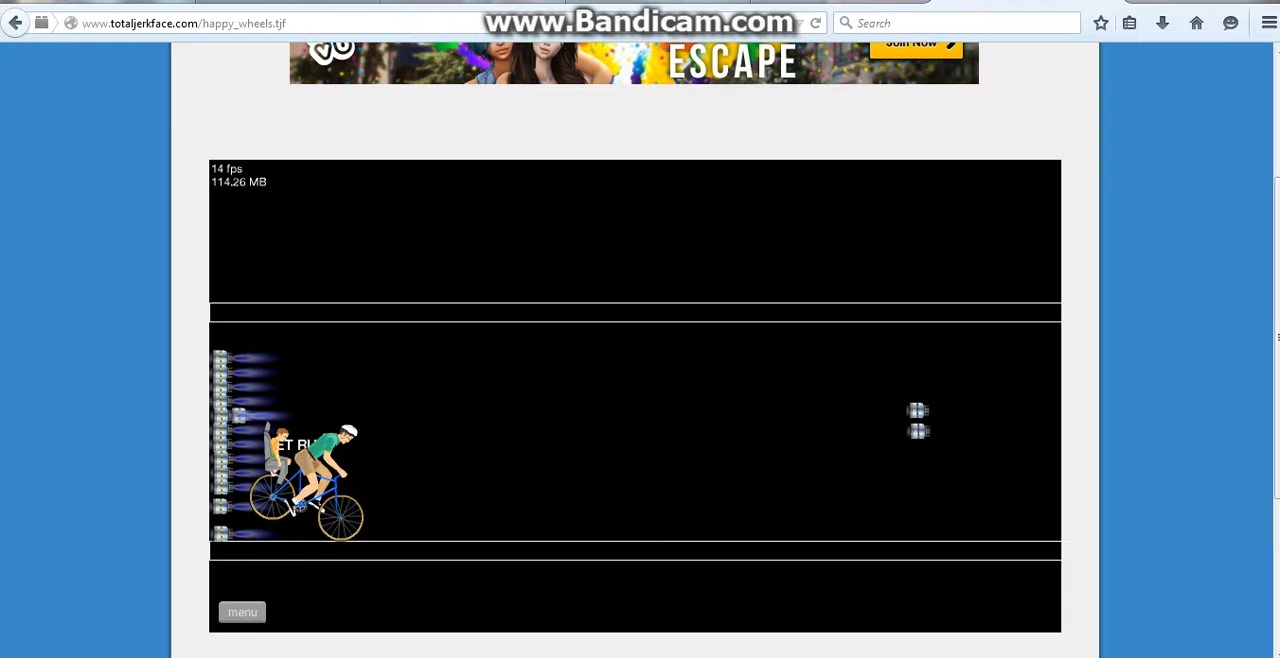 www.totaljerkface.com/happy_wheels.tjf
www.Bandicam.com
Search
ESCAPE
Join Now
14 fps
114.26 MB
menu